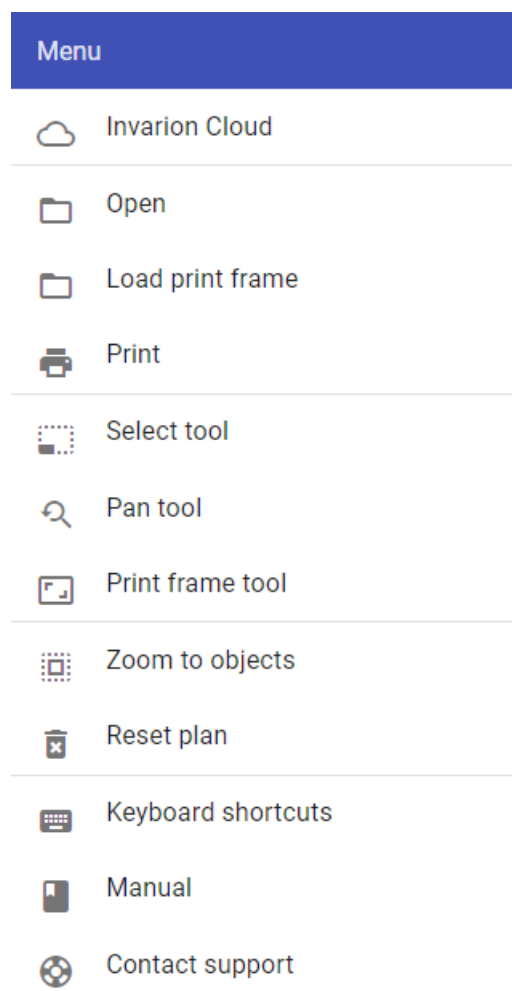 Menu
Invarion Cloud
Open
Load print frame
Print
Select tool
Pan tool
Print frame tool
Zoom to objects
Reset plan
Keyboard shortcuts
Manual
Contact support